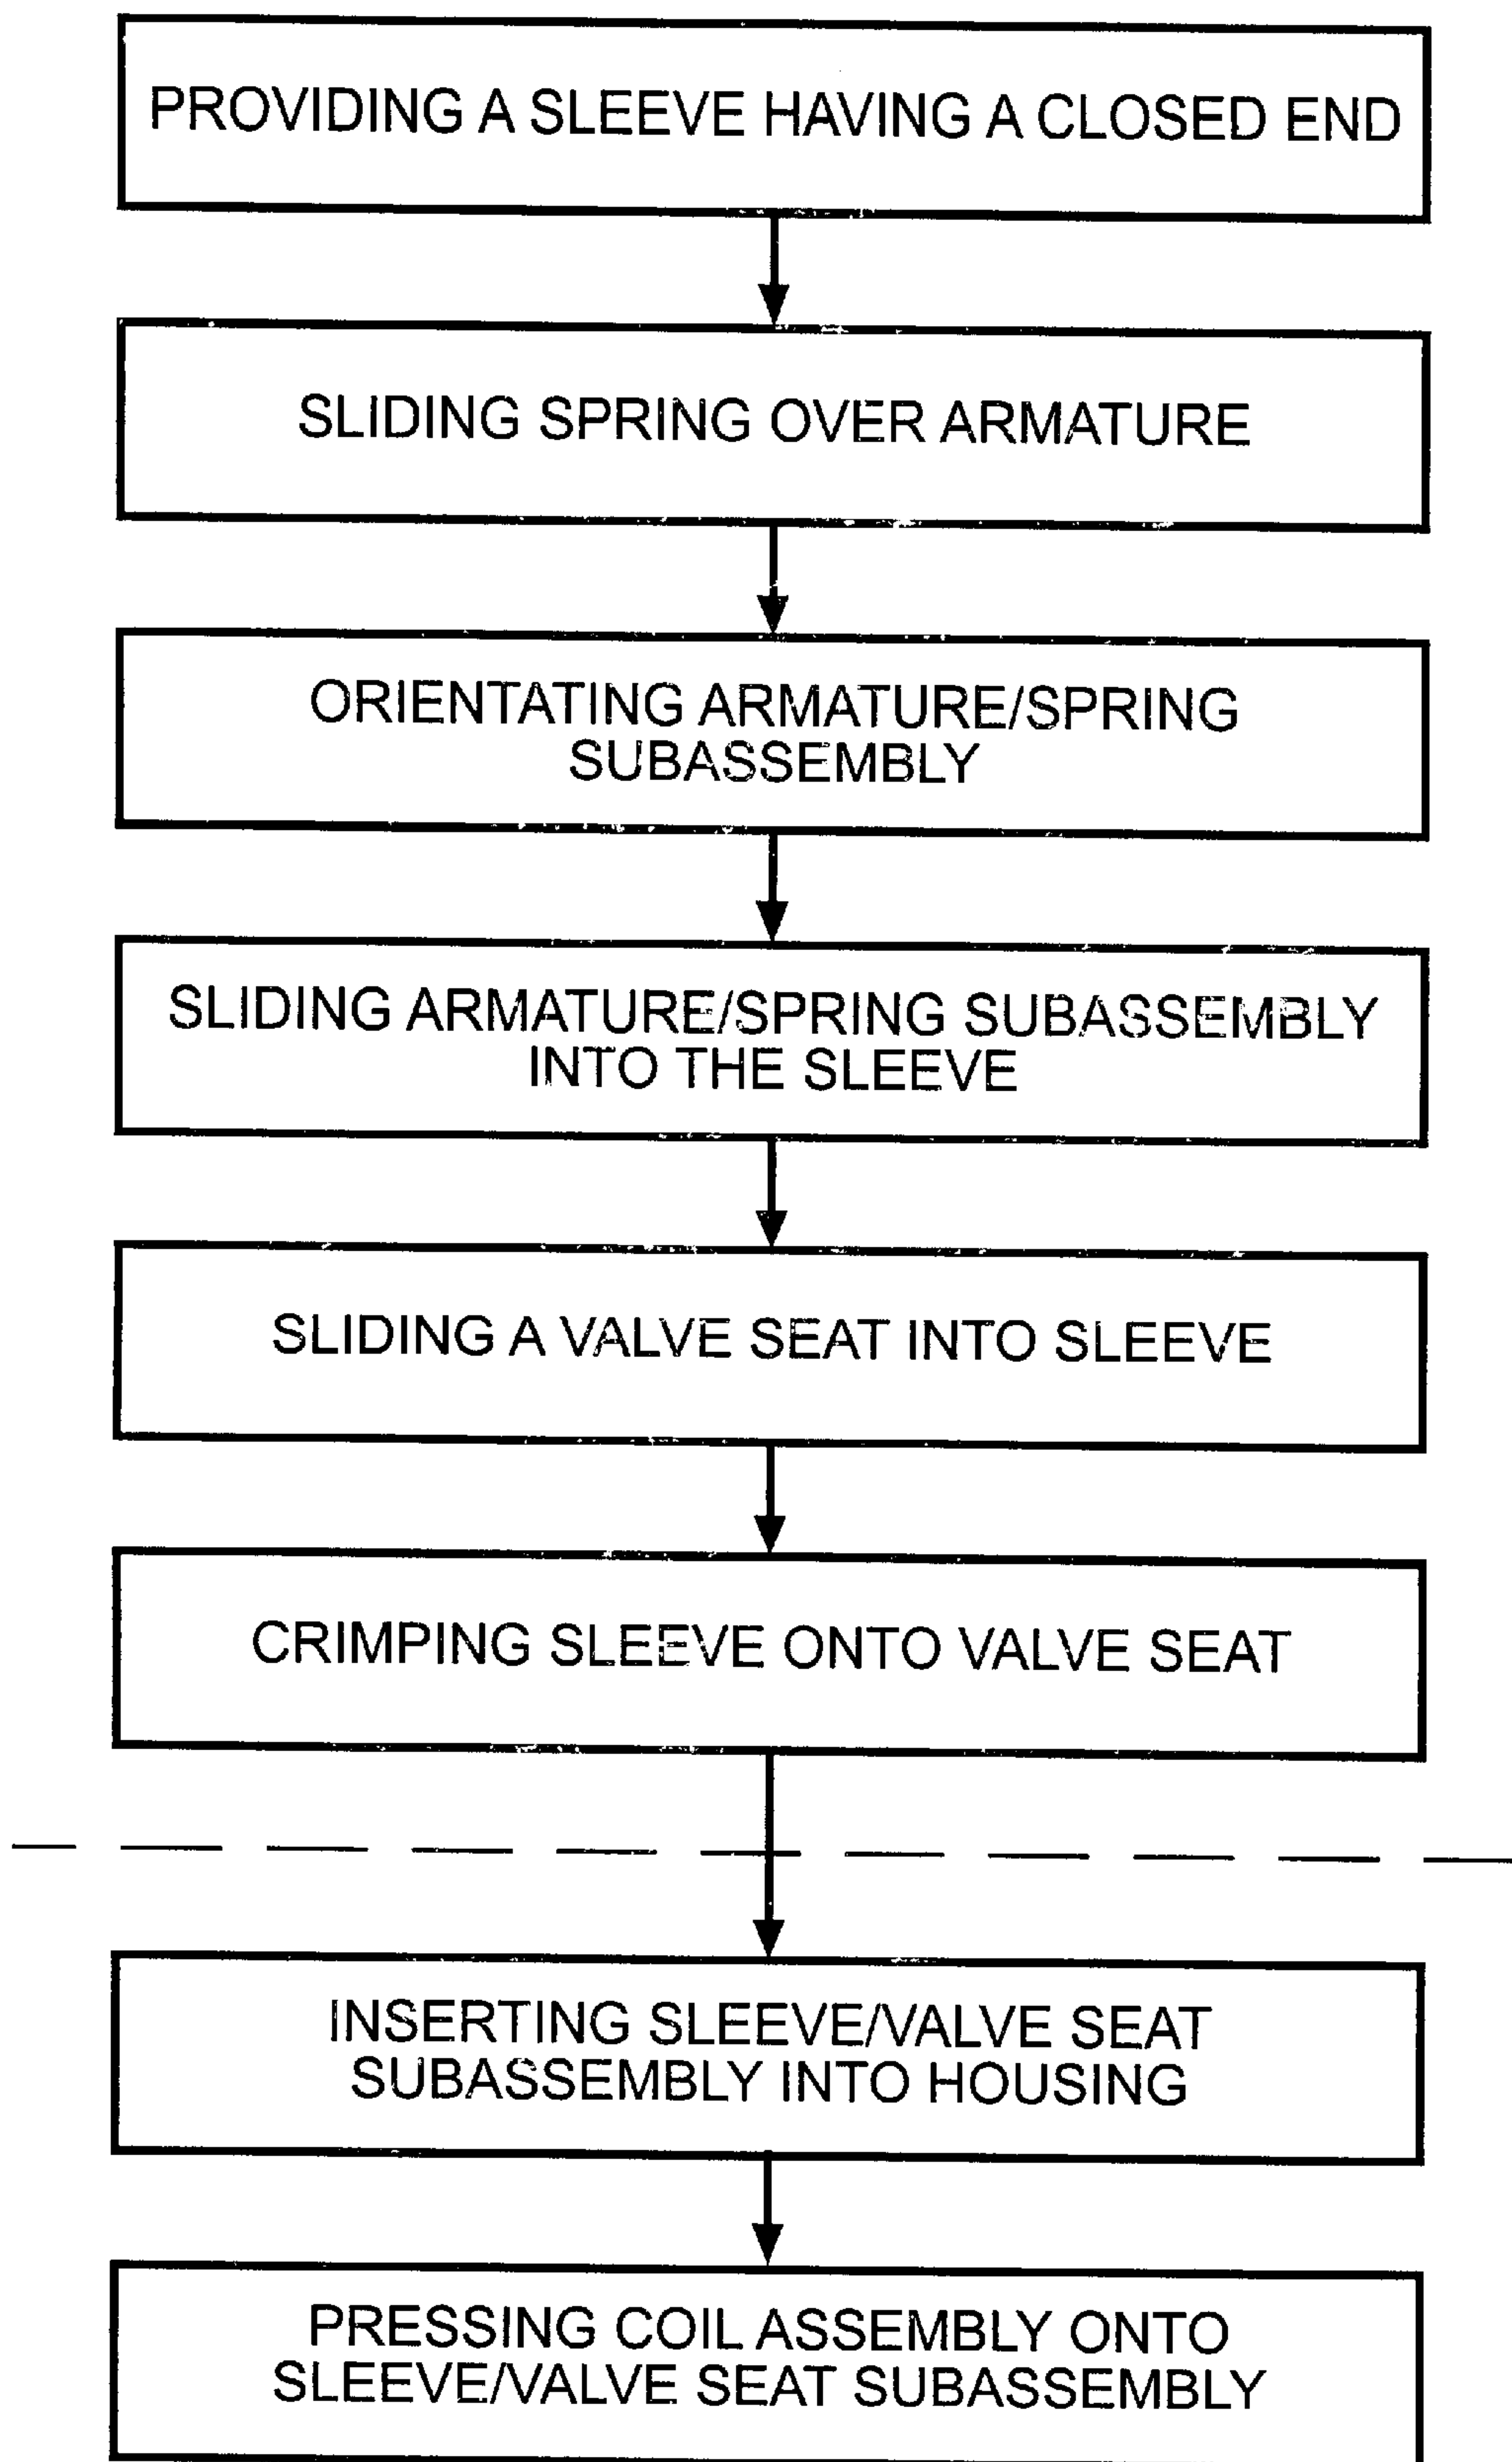 PROVIDING A SLEEVE HAVING A CLOSED END
SLIDING SPRING OVER ARMATURE
ORIENTATING ARMATURE/SPRING
SUBASSEMBLY
SLIDING ARMATURE/SPRING SUBASSEMBLY
INTO THE SLEEVE
SLIDING A VALVE SEAT INTO SLEEVE
CRIMPING SLEEVE ONTO VALVE SEAT
INSERTING SLEEVE/VALVE SEAT
SUBASSEMBLY INTO HOUSING
PRESSING COIL ASSEMBLY ONTO
SLEEVE/VALVE SEAT SUBASSEMBLY